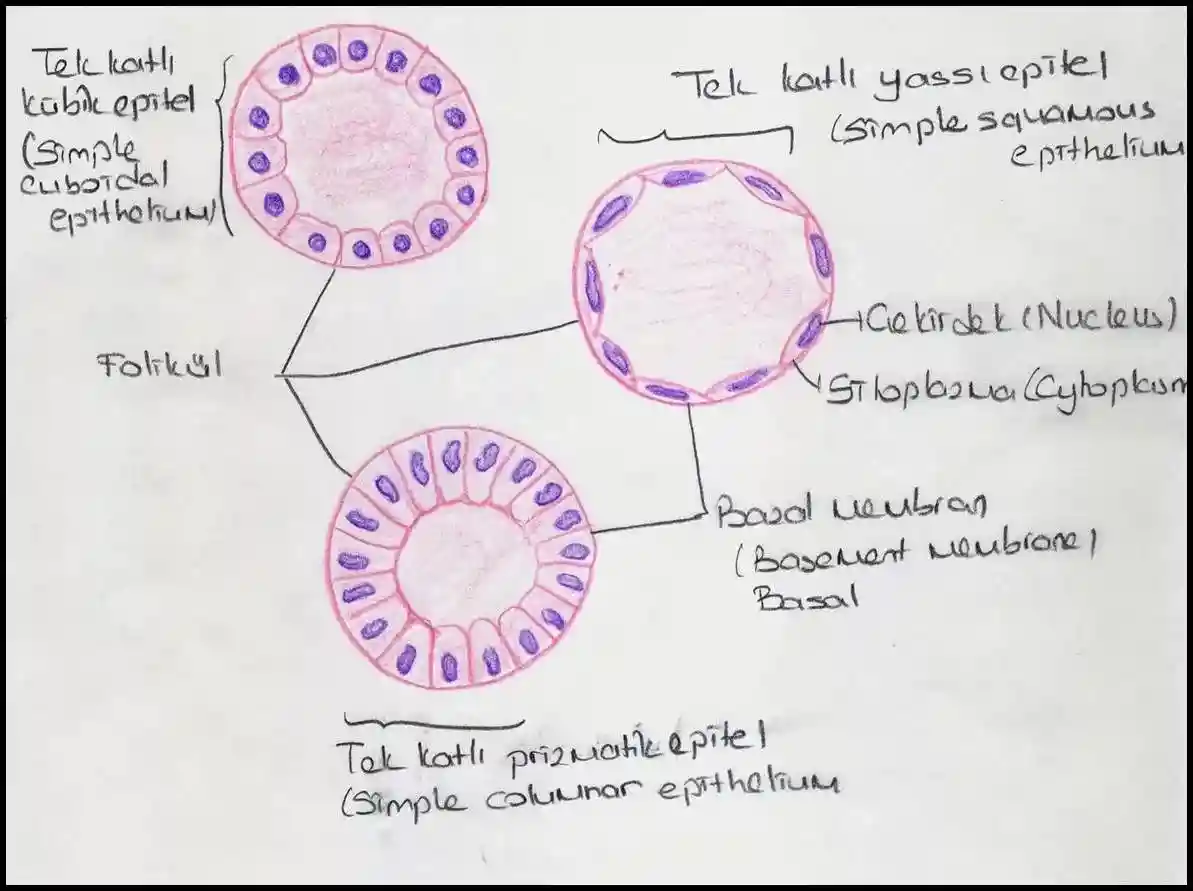 Tek katlı
kübik epitel
(simple
cuboidal
epithelium)
Tek katlı yassı epitel
(simple squamous
epithelium
Çekirdek (Nucleus)
Sitoplazma (Cytoplasm
Folikül
Bazal membran
(Basement membrane)
Basal
Tek katlı prizmatik epitel
(Simple columnar epithelium